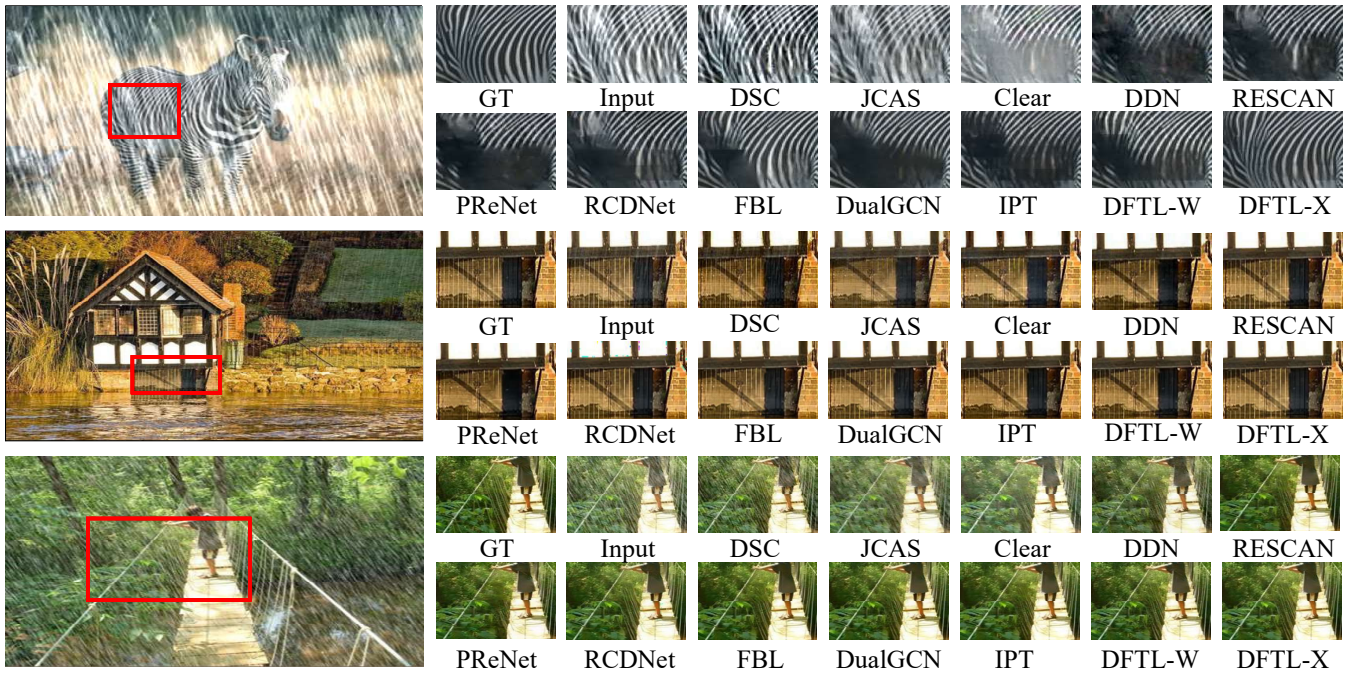 GT Input DSC JCAS Clear DDN RESCAN
PReNet RCDNet FBL DualGCN IPT DFTL-W DFTL-X
GT Input DSC JCAS Clear DDN RESCAN
PReNet RCDNet FBL DualGCN IPT DFTL-W DFTL-X
GT Input DSC JCAS Clear DDN RESCAN
PReNet RCDNet FBL DualGCN IPT DFTL-W DFTL-X